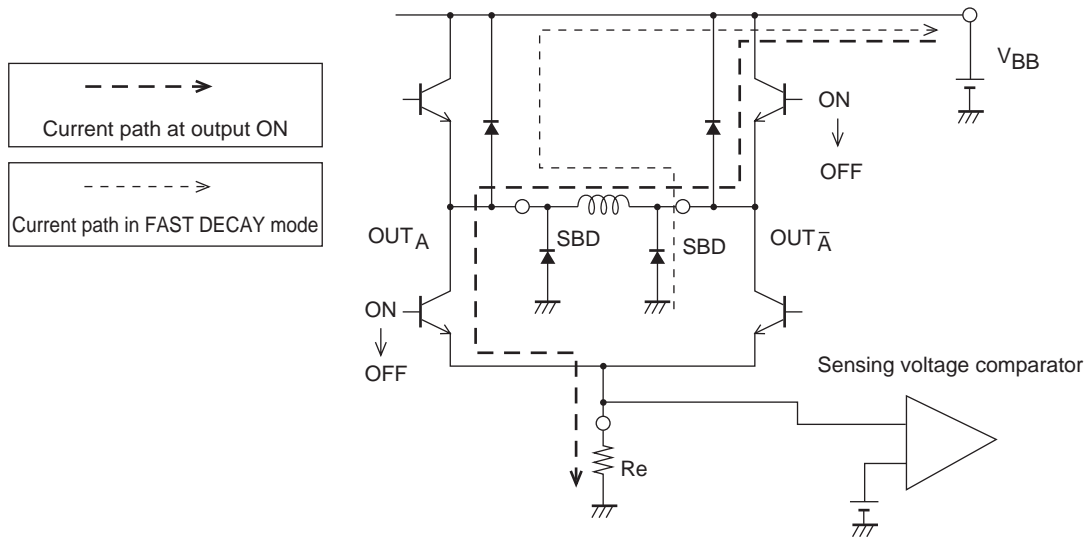 Current path at output ON
Current path in FAST DECAY mode
VBB
ON
OFF
OUTA
SBD
SBD
OUTA̅
ON
OFF
Sensing voltage comparator
Re